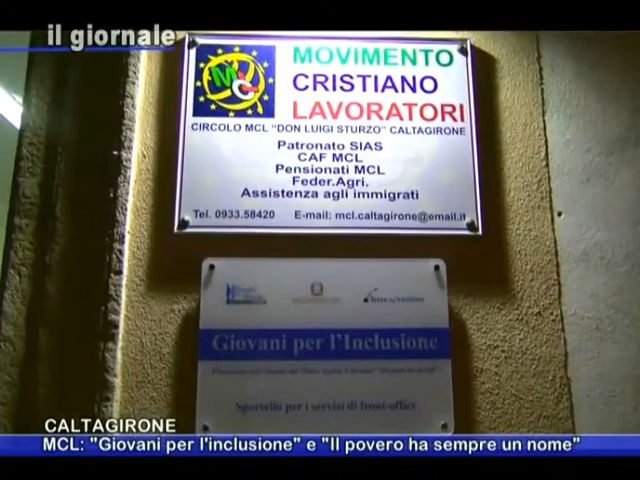 il giornale
MOVIMENTO
CRISTIANO
LAVORATORI
MCL
CIRCOLO MCL "DON LUIGI STURZO" CALTAGIRONE
Patronato SIAS
CAF MCL
Pensionati MCL
Feder.Agri.
Assistenza agli immigrati
Tel. 0933.58420 E-mail: mcl.caltagirone@email.it
Giovani per l'Inclusione
Sportello per i servizi di front-office
CALTAGIRONE
MCL: "Giovani per l'inclusione" e "Il povero ha sempre un nome"